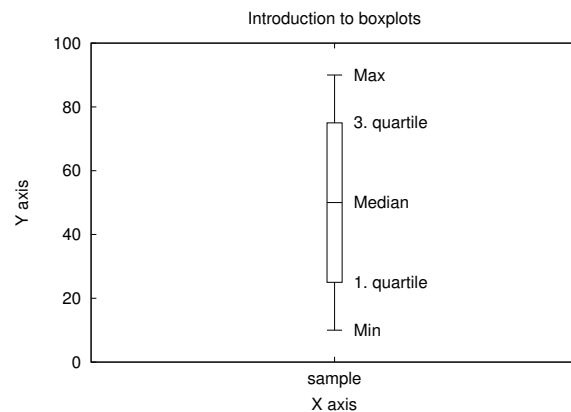 Introduction to boxplots
100
80
60
40
20
0
Y axis
Max
3. quartile
Median
1. quartile
Min
sample
X axis